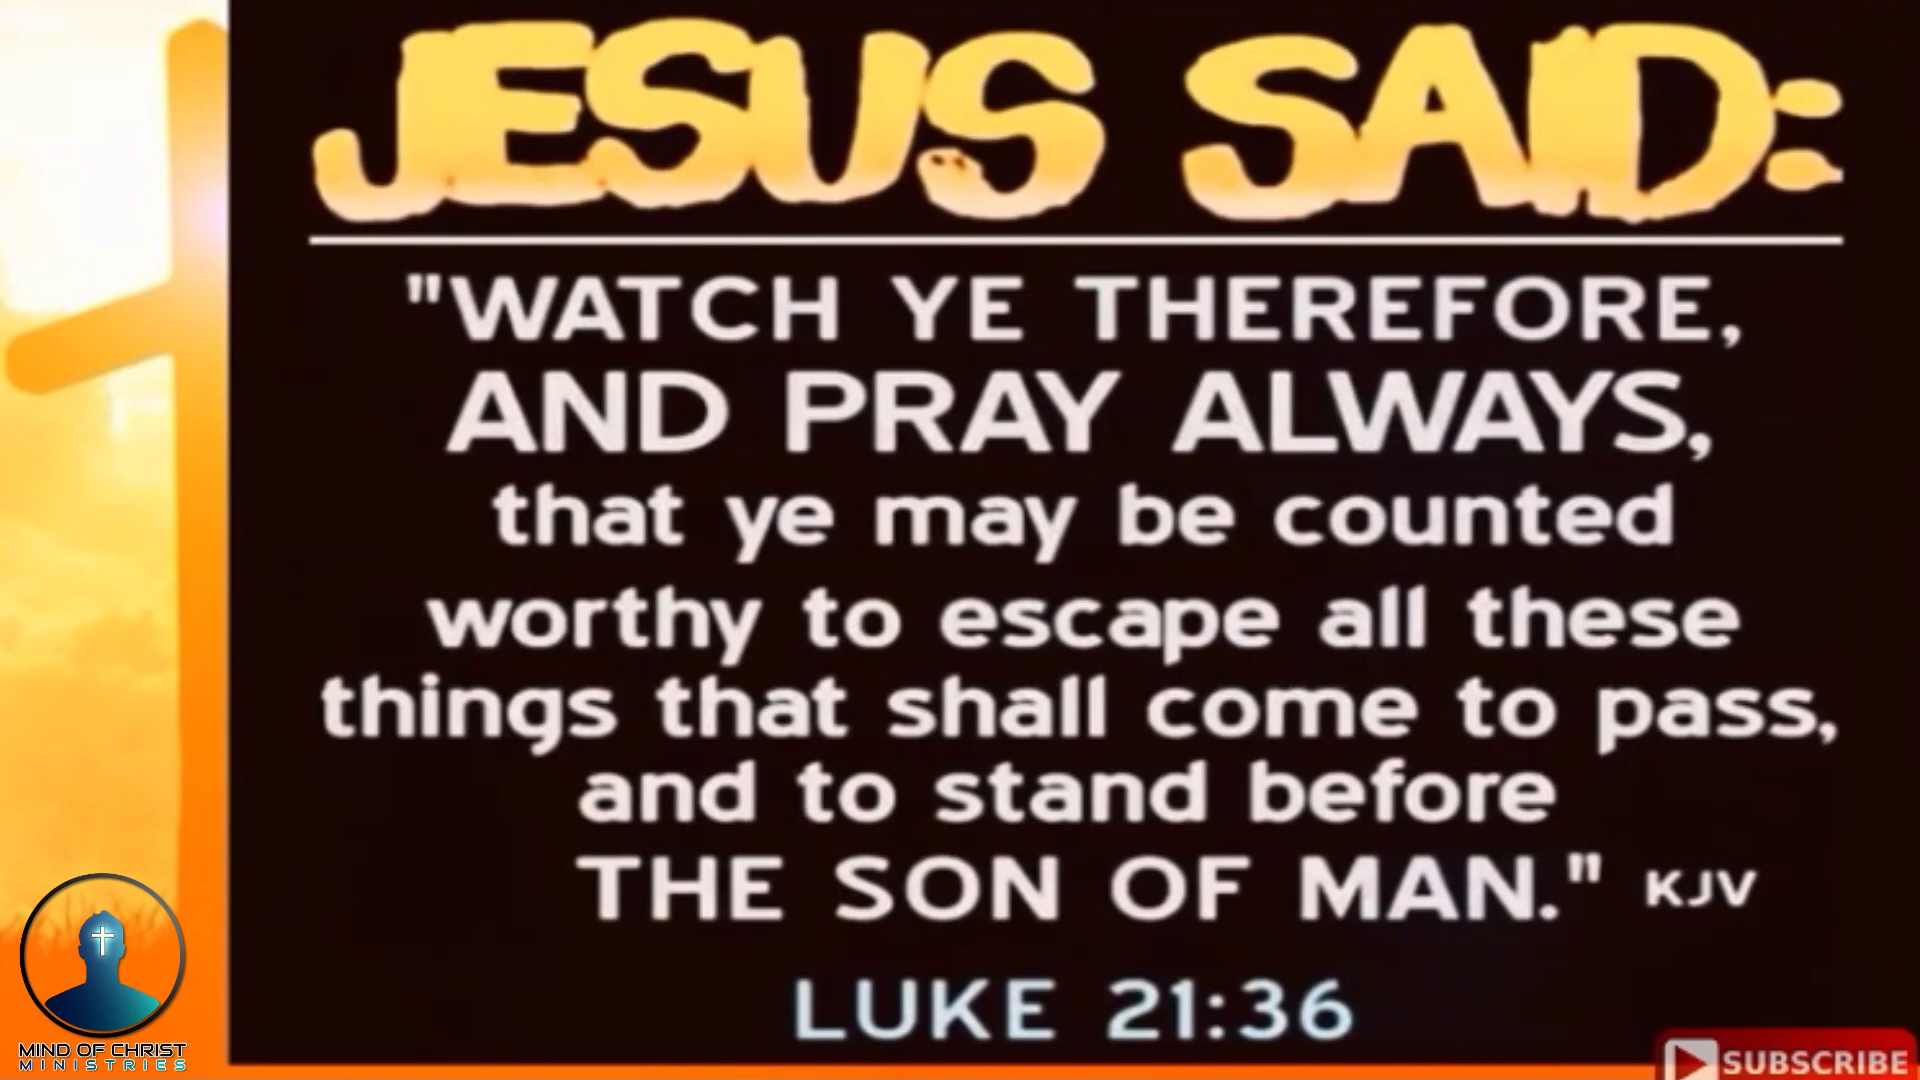 JESUS SAID:
"WATCH YE THEREFORE,
AND PRAY ALWAYS,
that ye may be counted
worthy to escape all these
things that shall come to pass,
and to stand before
THE SON OF MAN." KJV
LUKE 21:36
MIND OF CHRIST
MINISTRIES
SUBSCRIBE